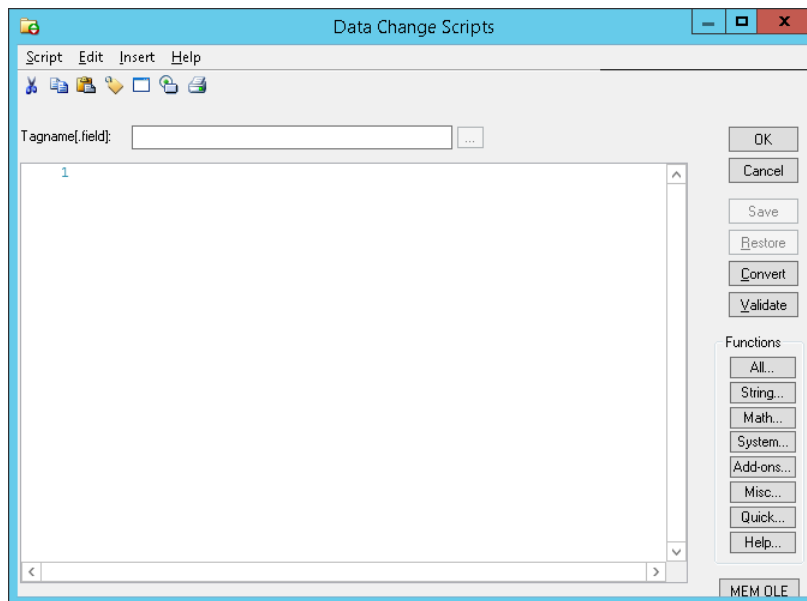 Data Change Scripts
x
Script Edit Insert Help
Tagname[.field]:
...
OK
1
Cancel
Save
Restore
Convert
Validate
Functions
All...
String...
Math...
System...
Add-ons...
Misc...
Quick...
Help...
MEM OLE